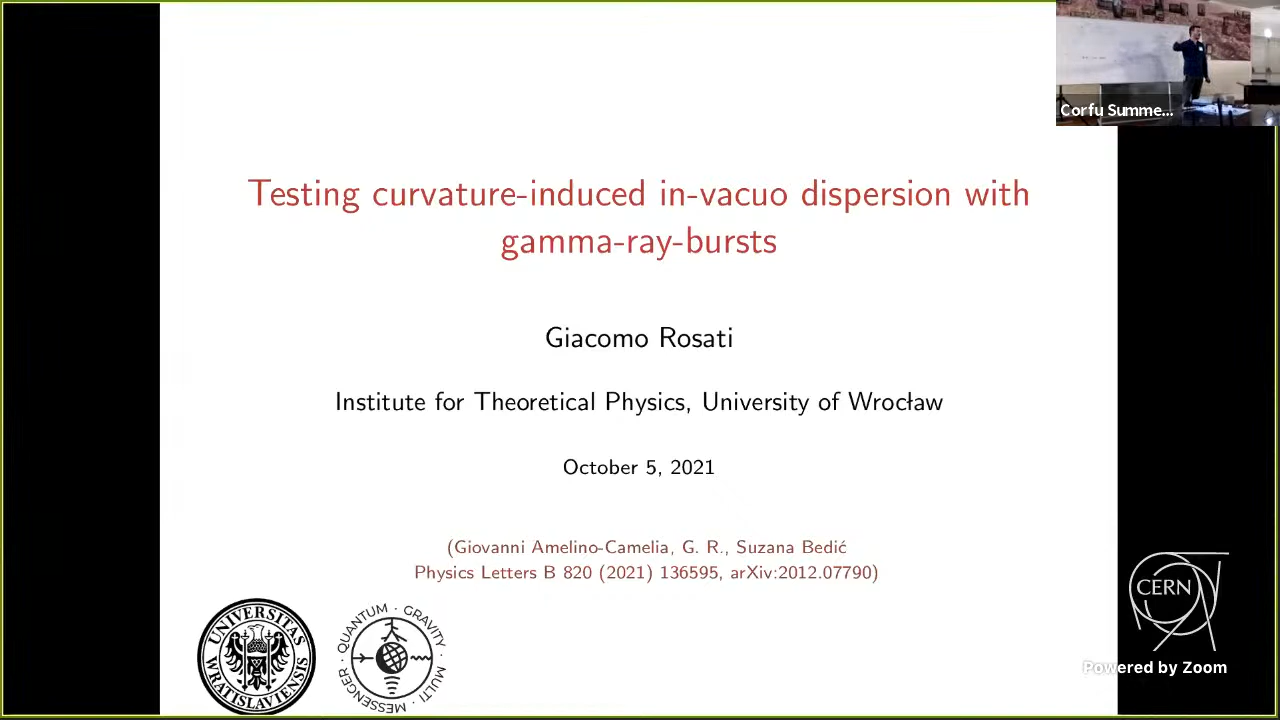 Corfu Summe...
Testing curvature-induced in-vacuo dispersion with
gamma-ray-bursts
Giacomo Rosati
Institute for Theoretical Physics, University of Wrocław
October 5, 2021
(Giovanni Amelino-Camelia, G. R., Suzana Bedić
Physics Letters B 820 (2021) 136595, arXiv:2012.07790)
UNIVERSITAS
WRATISLAVIENSIS
QUANTUM · GRAVITY · MULTI · MESSENGER ·
CERN
Powered by Zoom